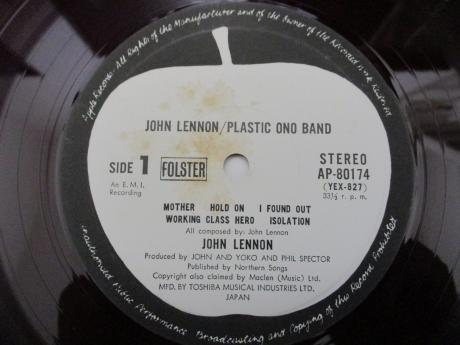 Apple Records. All Rights of the Manufacturer and of the Owner of the Recorded Work Reserved
JOHN LENNON/PLASTIC ONO BAND
SIDE 1
FOLSTER
STEREO
AP-80174
(YEX-827)
33⅓ r. p. m.
An E. M. I.
Recording
MOTHER HOLD ON I FOUND OUT
WORKING CLASS HERO ISOLATION
All composed by: John Lennon
JOHN LENNON
Produced by JOHN and YOKO and PHIL SPECTOR
Published by Northern Songs
Copyright also claimed by Maclen (Music) Ltd.
MFD. BY TOSHIBA MUSICAL INDUSTRIES LTD.
JAPAN
Unauthorised Public Performance, Broadcasting and Copying of this Record Prohibited